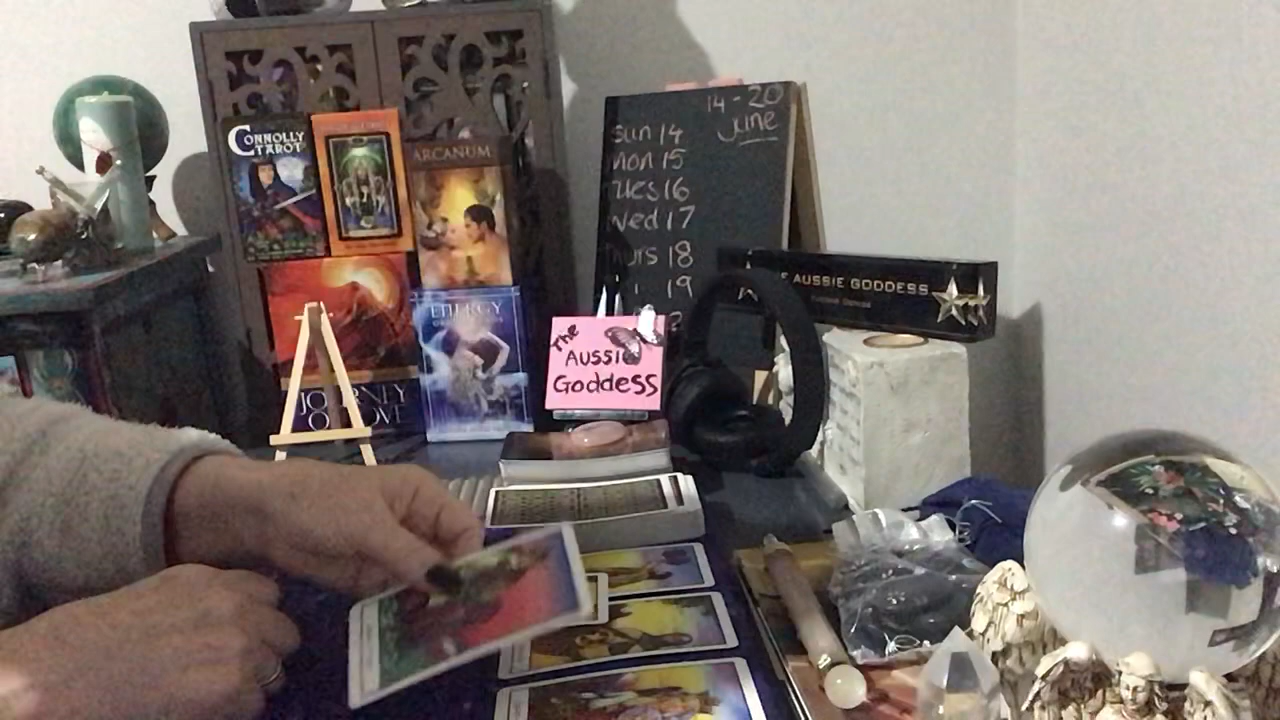 CONNOLLY
TAROT
ARCANUM
JOURNEY
OF LOVE
ENERGY
The
AUSSIE
Goddess
14-20
June
Sun 14
mon 15
Tues 16
Wed 17
Thurs 18
19
AUSSIE GODDESS